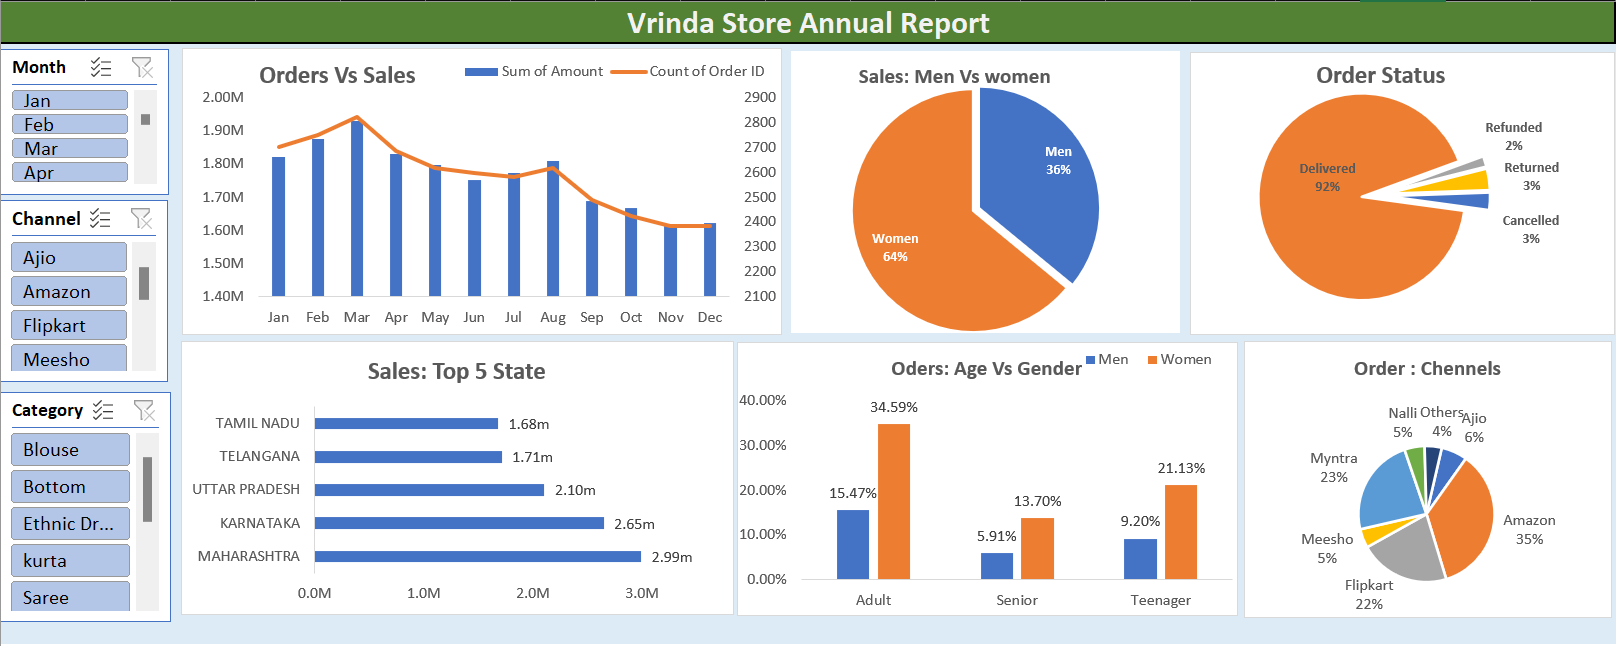 Vrinda Store Annual Report
Month
Jan
Feb
Mar
Apr
Channel
Ajio
Amazon
Flipkart
Meesho
Category
Blouse
Bottom
Ethnic Dr...
kurta
Saree
Orders Vs Sales
Sum of Amount
Count of Order ID
2.00M
1.90M
1.80M
1.70M
1.60M
1.50M
1.40M
2900
2800
2700
2600
2500
2400
2300
2200
2100
Jan Feb Mar Apr May Jun Jul Aug Sep Oct Nov Dec
Sales: Men Vs women
Men
36%
Women
64%
Order Status
Delivered
92%
Refunded
2%
Returned
3%
Cancelled
3%
Sales: Top 5 State
TAMIL NADU 1.68m
TELANGANA 1.71m
UTTAR PRADESH 2.10m
KARNATAKA 2.65m
MAHARASHTRA 2.99m
0.0M 1.0M 2.0M 3.0M
Oders: Age Vs Gender
Men
Women
40.00%
30.00%
20.00%
10.00%
0.00%
15.47%
34.59%
5.91%
13.70%
9.20%
21.13%
Adult Senior Teenager
Order : Chennels
Nalli
5%
Others
4%
Ajio
6%
Myntra
23%
Amazon
35%
Meesho
5%
Flipkart
22%